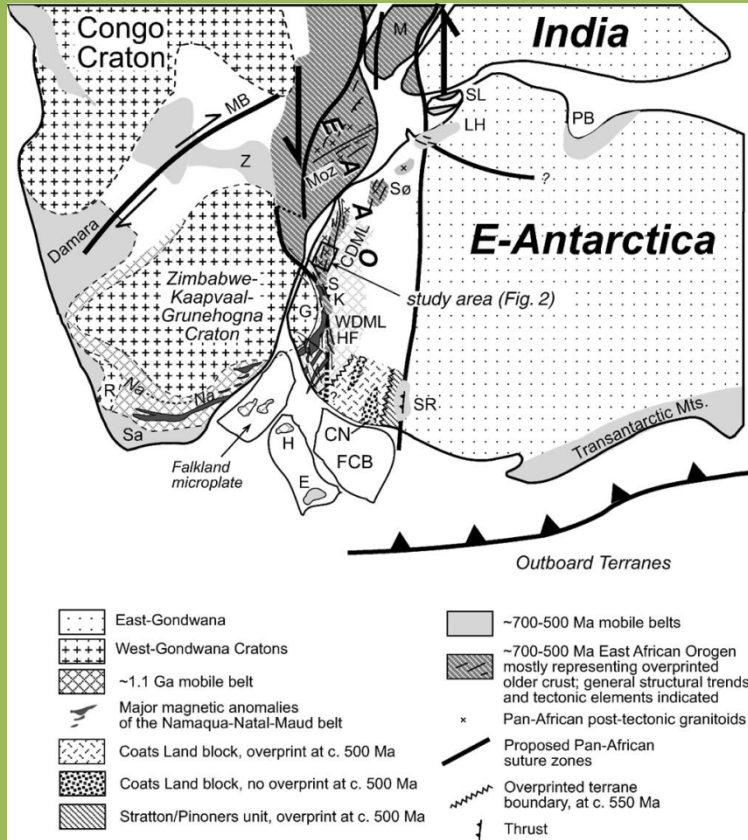 Congo
Craton
MB
Z
Damara
Zimbabwe-
Kaapvaal-
Grunehogna
Craton
R
Na
Na
Sa
M
E
A
A
O
Moz
India
SL
LH
PB
?
Sø
CDML
E-Antarctica
study area (Fig. 2)
S
K
G
WDML
HF
?
SR
Transantarctic Mts.
Falkland
microplate
H
E
CN
FCB
Outboard Terranes
East-Gondwana
West-Gondwana Cratons
~1.1 Ga mobile belt
Major magnetic anomalies
of the Namaqua-Natal-Maud belt
Coats Land block, overprint at c. 500 Ma
Coats Land block, no overprint at c. 500 Ma
Stratton/Pinoners unit, overprint at c. 500 Ma
~700-500 Ma mobile belts
~700-500 Ma East African Orogen
mostly representing overprinted
older crust; general structural trends
and tectonic elements indicated
Pan-African post-tectonic granitoids
Proposed Pan-African
suture zones
Overprinted terrane
boundary, at c. 550 Ma
Thrust